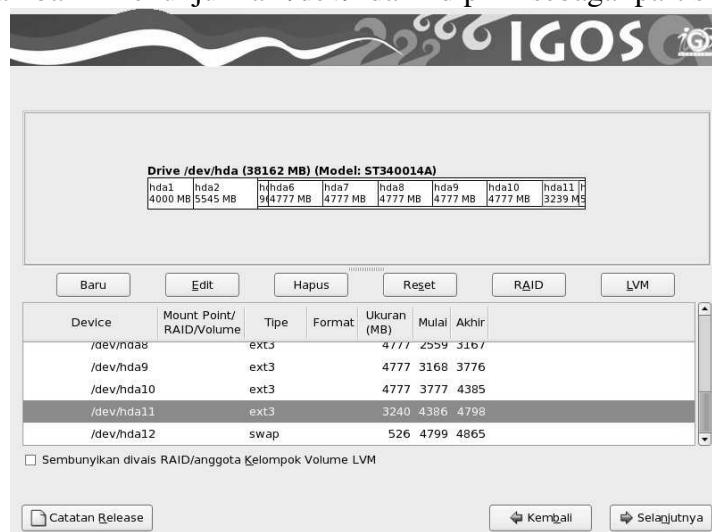 IGOS
Drive /dev/hda (38162 MB) (Model: ST340014A)
hda1 hda2 hda6 hda7 hda8 hda9 hda10 hda11
4000 MB 5545 MB 4777 MB 4777 MB 4777 MB 4777 MB 4777 MB 3239 M
Baru Edit Hapus Reset RAID LVM
Device Mount Point/ RAID/Volume Tipe Format Ukuran (MB) Mulai Akhir
/dev/hda8 ext3 4777 2559 3167
/dev/hda9 ext3 4777 3168 3776
/dev/hda10 ext3 4777 3777 4385
/dev/hda11 ext3 3240 4386 4798
/dev/hda12 swap 526 4799 4865
Sembunyikan divais RAID/anggota Kelompok Volume LVM
Catatan Release Kembali Selanjutnya